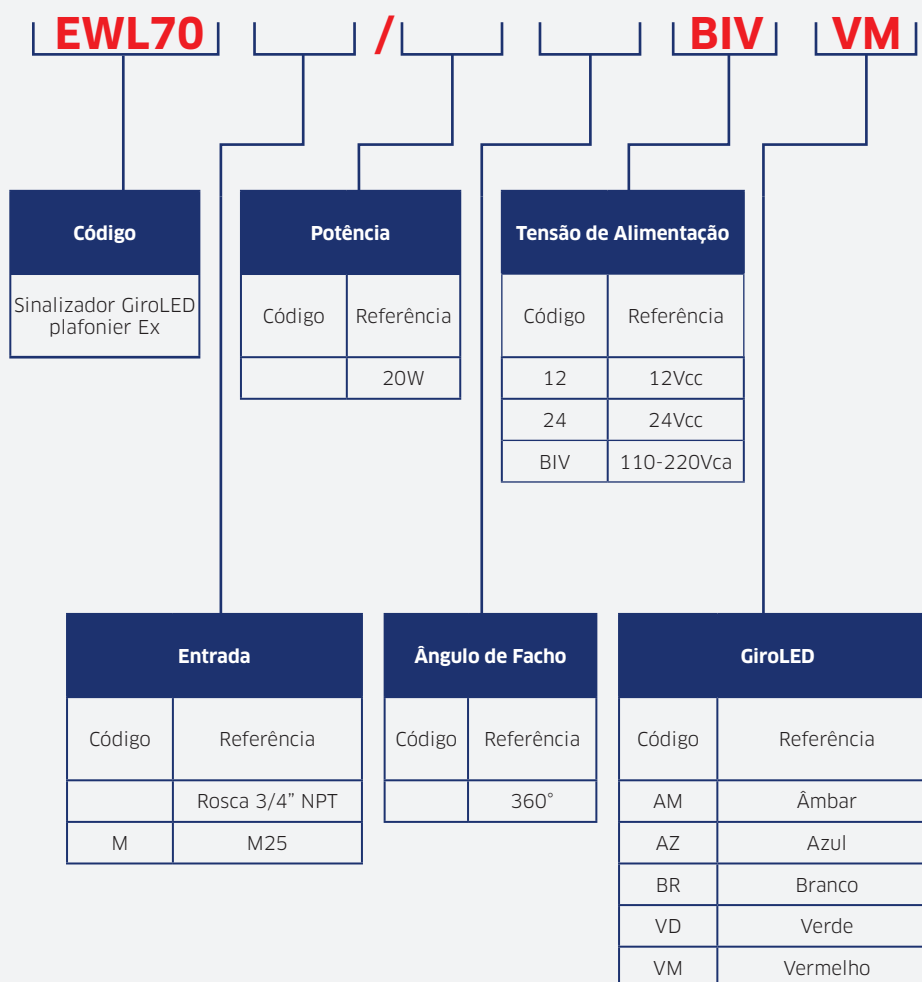 EWL70 / BIV VM
Código
Sinalizador GiroLED
plafonier Ex
Potência
Código Referência
20W
Tensão de Alimentação
Código Referência
12 12Vcc
24 24Vcc
BIV 110-220Vca
Entrada
Código Referência
Rosca 3/4” NPT
M M25
Ângulo de Facho
Código Referência
360°
GiroLED
Código Referência
AM Âmbar
AZ Azul
BR Branco
VD Verde
VM Vermelho